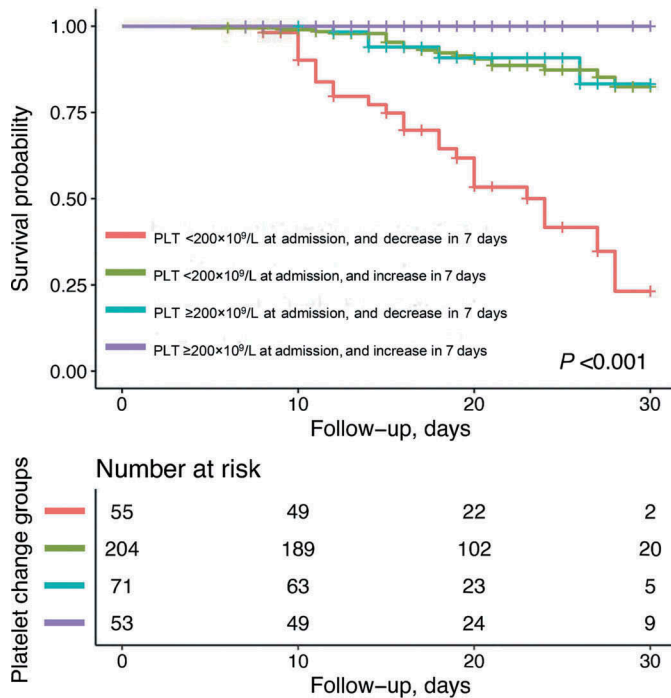 1.00
0.75
0.50
0.25
0.00
Survival probability
PLT <200×10⁹/L at admission, and decrease in 7 days
PLT <200×10⁹/L at admission, and increase in 7 days
PLT ≥200×10⁹/L at admission, and decrease in 7 days
PLT ≥200×10⁹/L at admission, and increase in 7 days
P <0.001
0 10 20 30
Follow-up, days
Number at risk
Platelet change groups
55 49 22 2
204 189 102 20
71 63 23 5
53 49 24 9
0 10 20 30
Follow-up, days